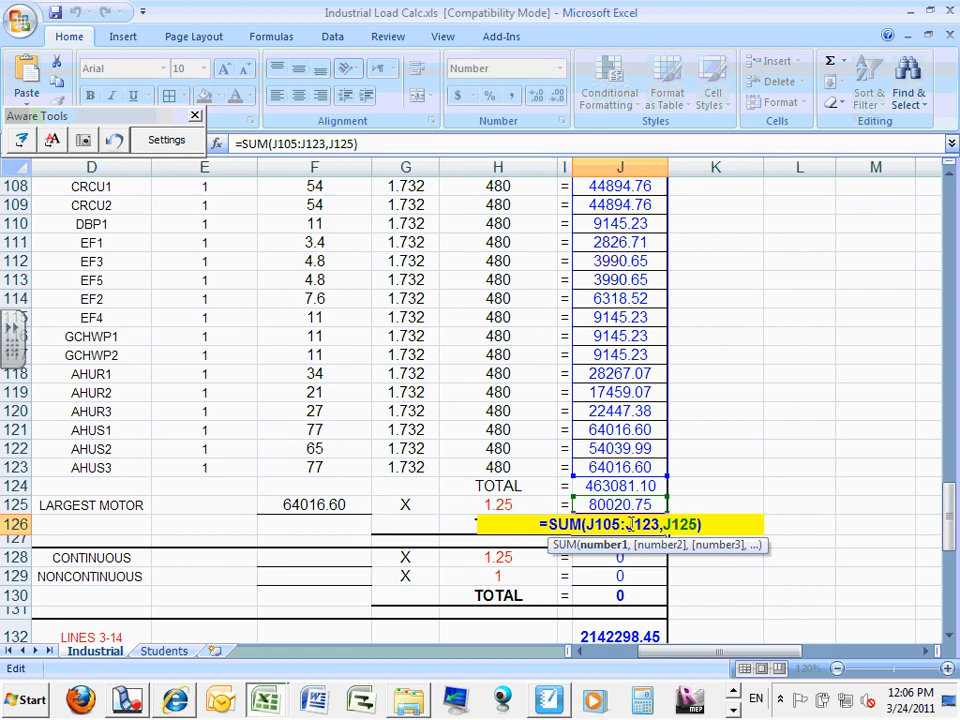 Industrial Load Calc.xls [Compatibility Mode] - Microsoft Excel
Home Insert Page Layout Formulas Data Review View Add-Ins
Paste Arial 10 A A B I U A Number $ % , Conditional Formatting Format as Table Cell Styles Insert Delete Format Σ Sort & Filter Find & Select
Alignment Number Styles Cells Editing
Aware Tools
Settings
fx =SUM(J105:J123,J125)
D E F G H I J K L M
108 CRCU1 1 54 1.732 480 = 44894.76
109 CRCU2 1 54 1.732 480 = 44894.76
110 DBP1 1 11 1.732 480 = 9145.23
111 EF1 1 3.4 1.732 480 = 2826.71
112 EF3 1 4.8 1.732 480 = 3990.65
113 EF5 1 4.8 1.732 480 = 3990.65
114 EF2 1 7.6 1.732 480 = 6318.52
EF4 1 11 1.732 480 = 9145.23
GCHWP1 1 11 1.732 480 = 9145.23
GCHWP2 1 11 1.732 480 = 9145.23
118 AHUR1 1 34 1.732 480 = 28267.07
119 AHUR2 1 21 1.732 480 = 17459.07
120 AHUR3 1 27 1.732 480 = 22447.38
121 AHUS1 1 77 1.732 480 = 64016.60
122 AHUS2 1 65 1.732 480 = 54039.99
123 AHUS3 1 77 1.732 480 = 64016.60
124 TOTAL = 463081.10
125 LARGEST MOTOR 64016.60 X 1.25 = 80020.75
126 =SUM(J105:J123,J125)
127 SUM(number1, [number2], [number3], ...)
128 CONTINUOUS X 1.25 = 0
129 NONCONTINUOUS X 1 = 0
130 TOTAL = 0
131
132 LINES 3-14 2142298.45
Industrial Students
Edit 120%
Start EN 12:06 PM
3/24/2011